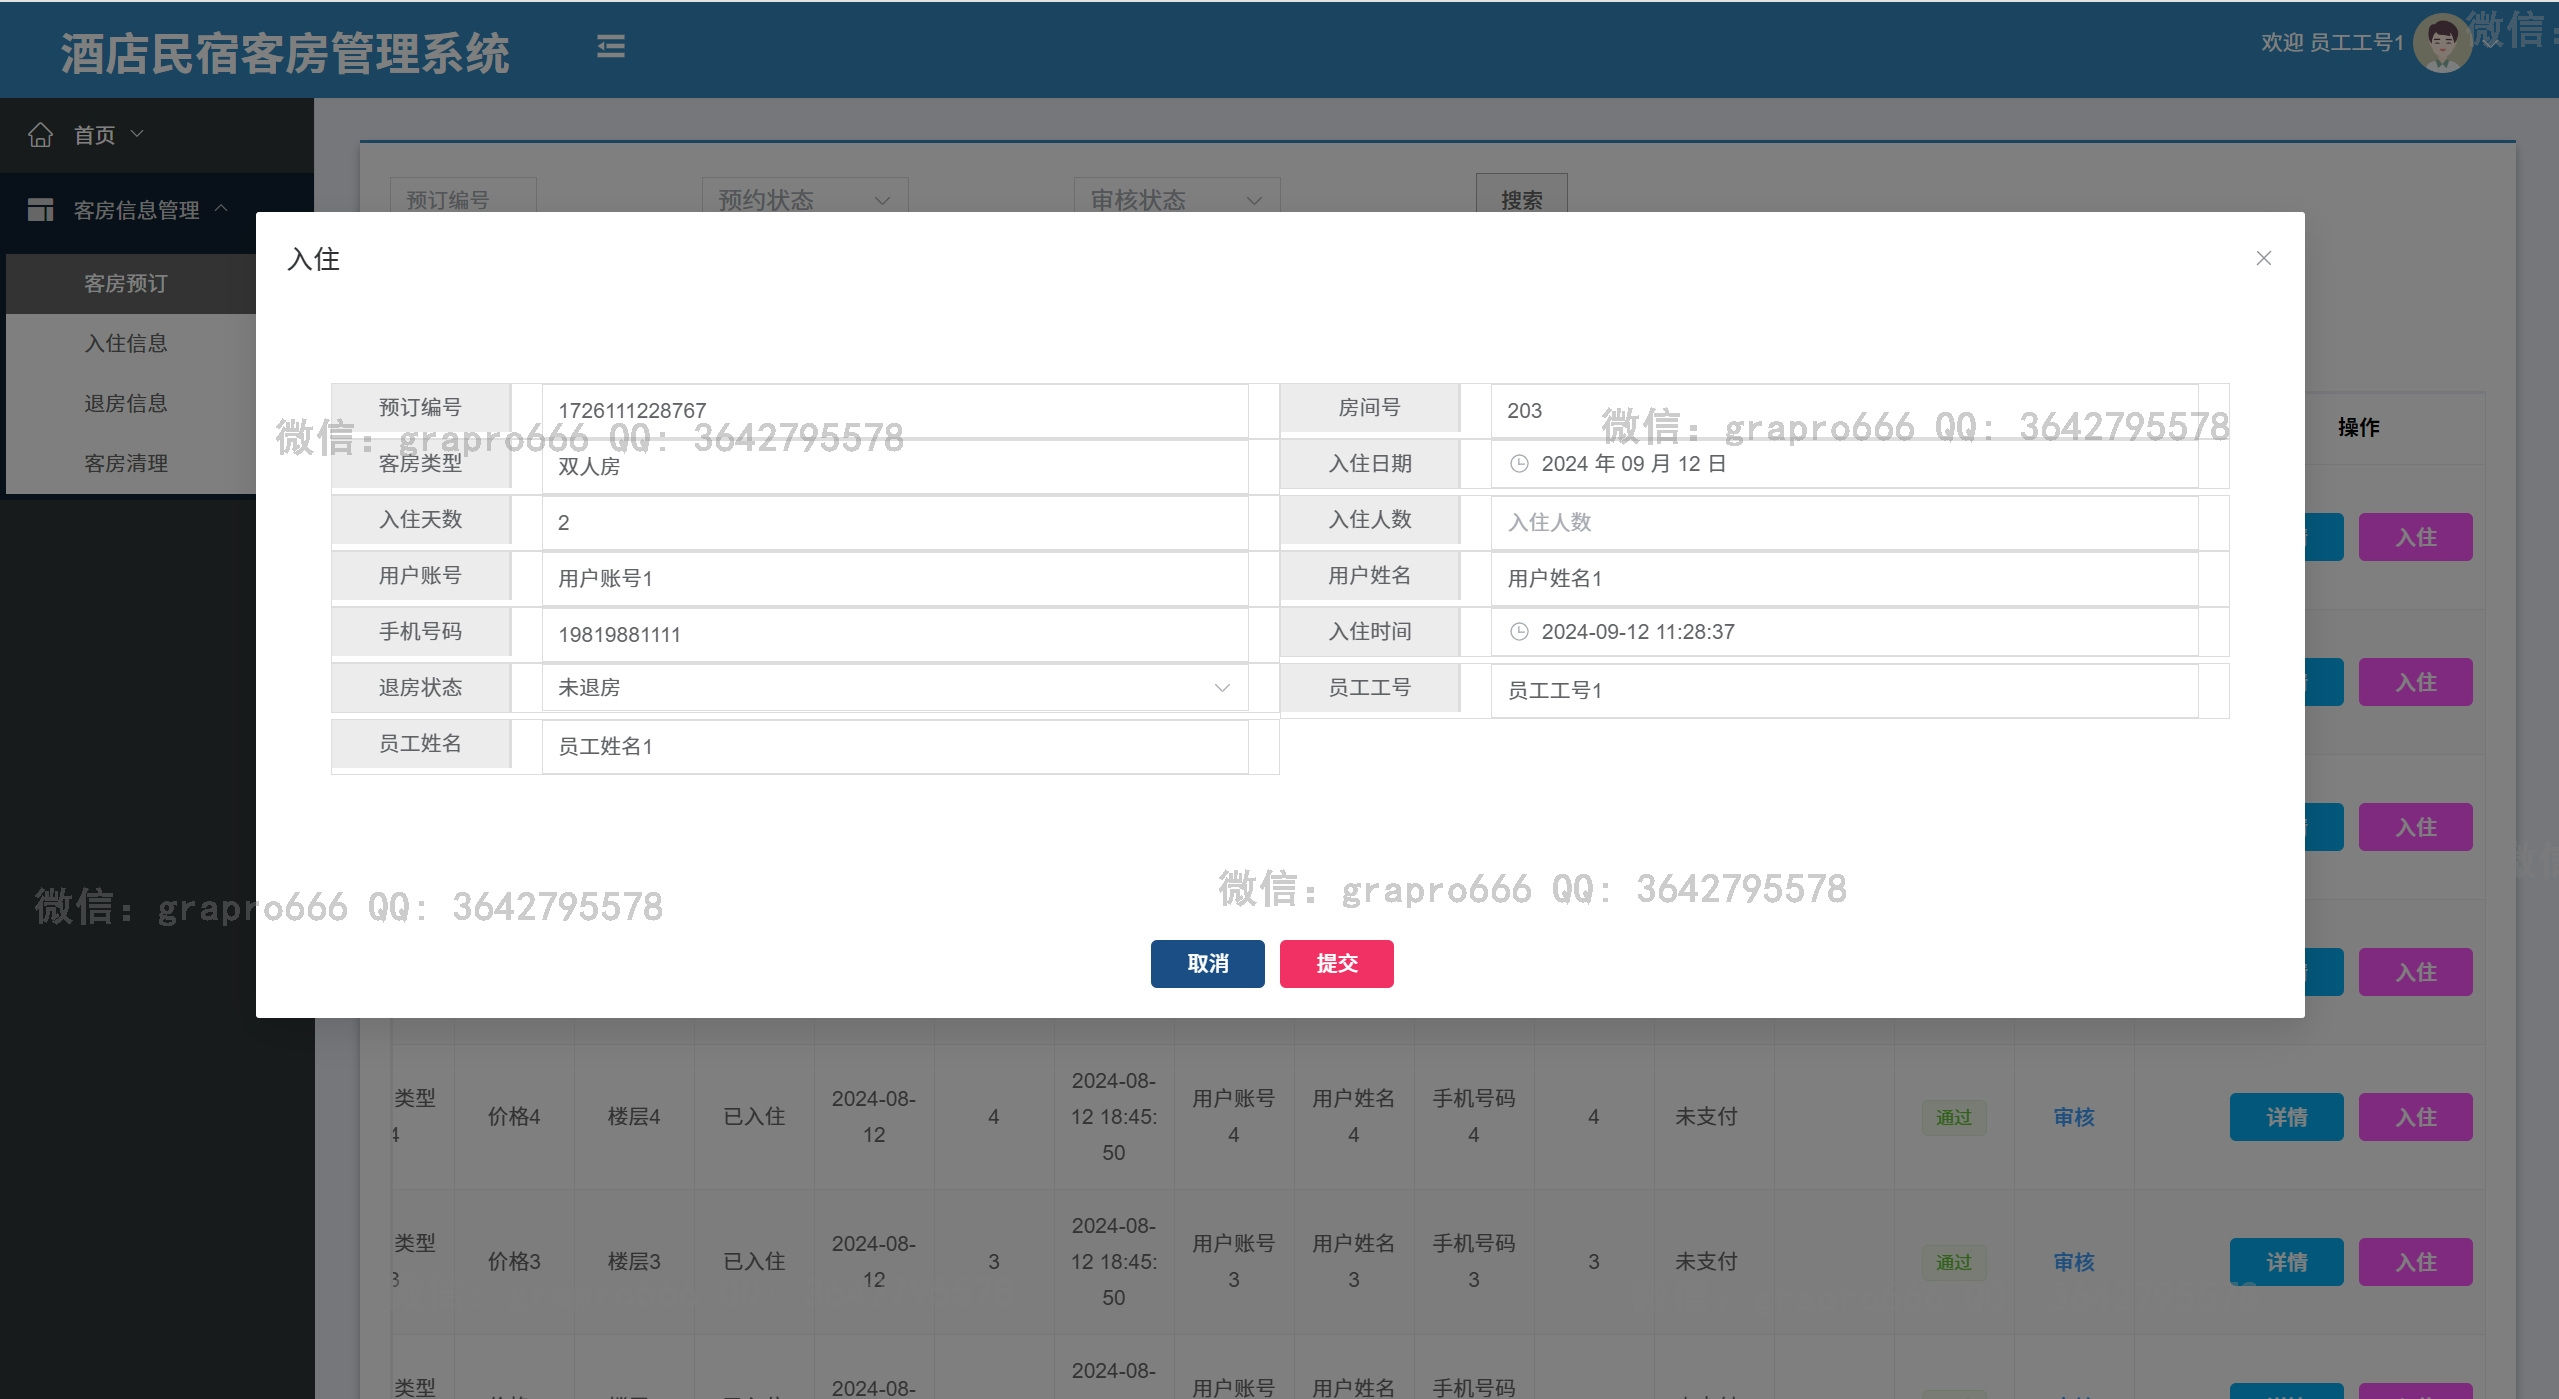 酒店民宿客房管理系统
欢迎 员工工号1
微信：
首页
客房信息管理
客房预订
入住信息
退房信息
客房清理
预订编号
预约状态
审核状态
搜索
操作
入住
预订编号
1726111228767
房间号
203
微信：grapro666 QQ: 3642795578
微信：grapro666 QQ: 3642795578
客房类型
双人房
入住日期
2024 年 09 月 12 日
入住天数
2
入住人数
入住人数
用户账号
用户账号1
用户姓名
用户姓名1
手机号码
19819881111
入住时间
2024-09-12 11:28:37
退房状态
未退房
员工工号
员工工号1
员工姓名
员工姓名1
入住
入住
入住
入住
微信：grapro666 QQ: 3642795578
微信：grapro666 QQ: 3642795578
取消
提交
类型4 价格4 楼层4 已入住 2024-08-12 4 2024-08-12 18:45:50 用户账号4 用户姓名4 手机号码4 4 未支付 通过 审核 详情 入住
类型3 价格3 楼层3 已入住 2024-08-12 3 2024-08-12 18:45:50 用户账号3 用户姓名3 手机号码3 3 未支付 通过 审核 详情 入住
类型 2024-08- 2024-08- 用户账号 用户姓名 手机号码